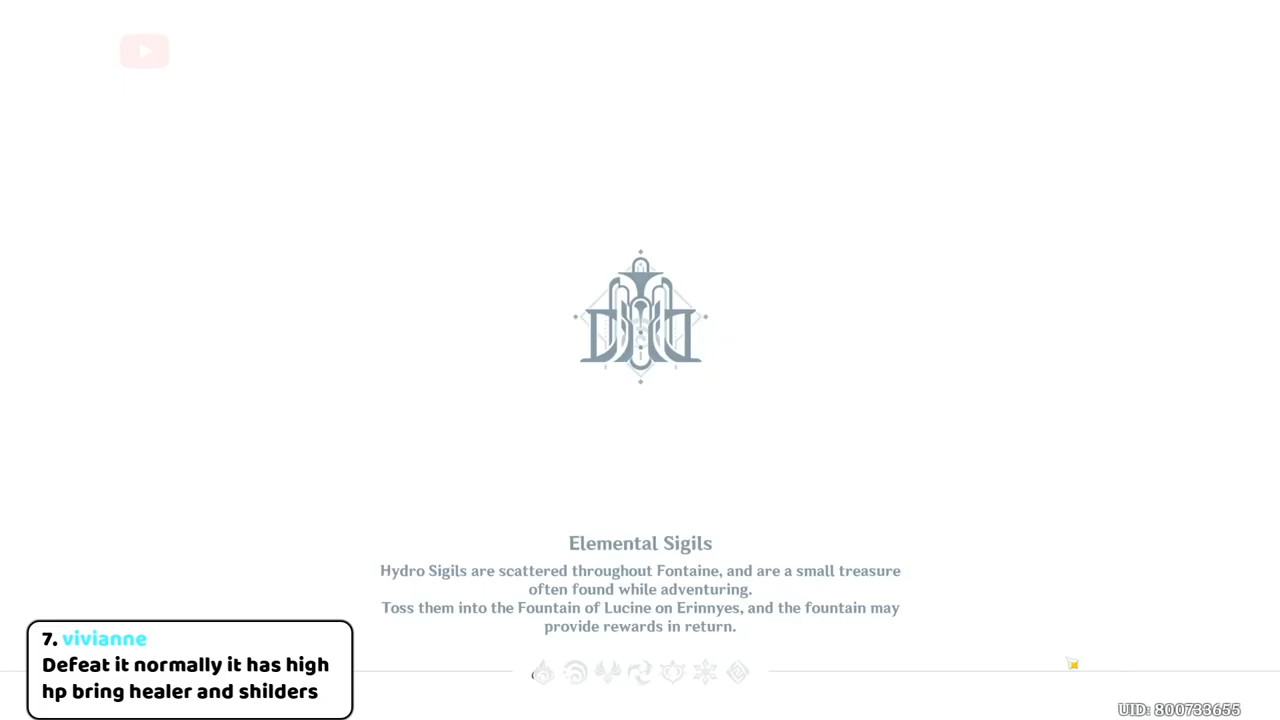 Elemental Sigils
Hydro Sigils are scattered throughout Fontaine, and are a small treasure
often found while adventuring.
Toss them into the Fountain of Lucine on Erinnyes, and the fountain may
provide rewards in return.
7. vivianne
Defeat it normally it has high
hp bring healer and shilders
UID: 800733655